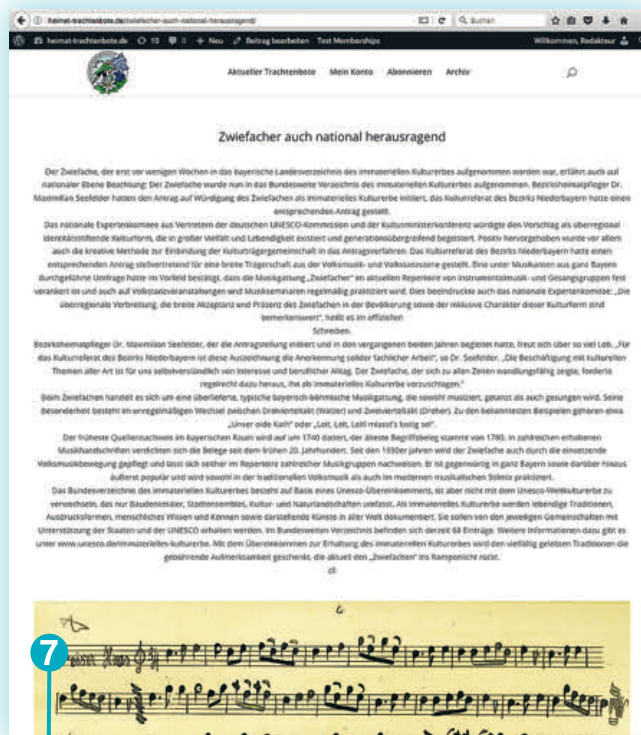 heimat-trachtenbote.de/zwiefacher-auch-national-herausragend/
Suchen
heimat-trachtenbote.de 10 0 + Neu Beitrag bearbeiten Test Memberships Willkommen, Redakteur
Aktueller Trachtenbote Mein Konto Abonnieren Archiv
Zwiefacher auch national herausragend
Der Zwiefache, der erst vor wenigen Wochen in das bayerische Landesverzeichnis des immateriellen Kulturerbes aufgenommen worden war, erfährt auch auf
nationaler Ebene Beachtung: Der Zwiefache wurde nun in das Bundesweite Verzeichnis des immateriellen Kulturerbes aufgenommen. Bezirksheimatpfleger Dr.
Maximilian Seefelder hatten den Antrag auf Würdigung des Zwiefachen als immaterielles Kulturerbe initiiert, das Kulturreferat des Bezirks Niederbayern hatte einen
entsprechenden Antrag gestellt.
Das nationale Expertenkomitee aus Vertretern der deutschen UNESCO-Kommission und der Kultusministerkonferenz würdigte den Vorschlag als überregional
identitätsstiftende Kulturform, die in großer Vielfalt und Lebendigkeit existiert und generationsübergreifend begeistert. Positiv hervorgehoben wurde vor allem
auch die kreative Methode zur Einbindung der Kulturträgergemeinschaft in das Antragsverfahren. Das Kulturreferat des Bezirks Niederbayern hatte einen
entsprechenden Antrag stellvertretend für eine breite Trägerschaft aus der Volksmusik- und Volkstanzszene gestellt. Eine unter Musikanten aus ganz Bayern
durchgeführte Umfrage hatte im Vorfeld bestätigt, dass die Musikgattung „Zwiefacher“ im aktuellen Repertoire von Instrumentalmusik- und Gesangsgruppen fest
verankert ist und auch auf Volkstanzveranstaltungen und Musikseminaren regelmäßig praktiziert wird. Dies beeindruckte auch das nationale Expertenkomitee: „Die
überregionale Verbreitung, die breite Akzeptanz und Präsenz des Zwiefachen in der Bevölkerung sowie der inklusive Charakter dieser Kulturform sind
bemerkenswert“, heißt es im offiziellen
Schreiben.
Bezirksheimatpfleger Dr. Maximilian Seefelder, der die Antragstellung initiiert und in den vergangenen beiden Jahren begleitet hatte, freut sich über so viel Lob. „Für
das Kulturreferat des Bezirks Niederbayern ist diese Auszeichnung die Anerkennung solider fachlicher Arbeit“, so Dr. Seefelder. „Die Beschäftigung mit kulturellen
Themen aller Art ist für uns selbstverständlich von Interesse und beruflicher Alltag. Der Zwiefache, der sich zu allen Zeiten wandlungsfähig zeigte, forderte
regelrecht dazu heraus, ihn als immaterielles Kulturerbe vorzuschlagen.“
Beim Zwiefachen handelt es sich um eine überlieferte, typische bayerisch-böhmische Musikgattung, die sowohl musiziert, getanzt als auch gesungen wird. Seine
Besonderheit besteht im unregelmäßigen Wechsel zwischen Dreivierteltakt (Walzer) und Zweivierteltakt (Dreher). Zu den bekanntesten Beispielen gehören etwa
„Unser oide Kath“ oder „Leit, Leit, Leitl miasst's lustig sei“.
Der früheste Quellennachweis im bayerischen Raum wird auf um 1740 datiert, der älteste Begriffsbeleg stammt von 1780. In zahlreichen erhaltenen
Musikhandschriften verdichten sich die Belege seit dem frühen 20. Jahrhundert. Seit den 1930er Jahren wird der Zwiefache auch durch die einsetzende
Volksmusikbewegung gepflegt und lässt sich seither im Repertoire zahlreicher Musikgruppen nachweisen. Er ist gegenwärtig in ganz Bayern sowie darüber hinaus
äußerst populär und wird sowohl in der traditionellen Volksmusik als auch im modernen musikalischen Stilmix praktiziert.
Das Bundesverzeichnis des immateriellen Kulturerbes besteht auf Basis eines Unesco-Übereinkommens, ist aber nicht mit dem Unesco-Weltkulturerbe zu
verwechseln, das nur Baudenkmäler, Stadtensembles, Kultur- und Naturlandschaften umfasst. Als immaterielles Kulturerbe werden lebendige Traditionen,
Ausdrucksformen, menschliches Wissen und Können sowie darstellende Künste in aller Welt dokumentiert. Sie sollen von den jeweiligen Gemeinschaften mit
Unterstützung der Staaten und der UNESCO erhalten werden. Im Bundesweiten Verzeichnis befinden sich derzeit 68 Einträge. Weitere Informationen dazu gibt es
unter www.unesco.de/immaterielles-kulturerbe. Mit dem Übereinkommen zur Erhaltung des immateriellen Kulturerbes wird den vielfältig gelebten Traditionen die
gebührende Aufmerksamkeit geschenkt, die aktuell den „Zwiefachen“ ins Rampenlicht rückt.
cll
7